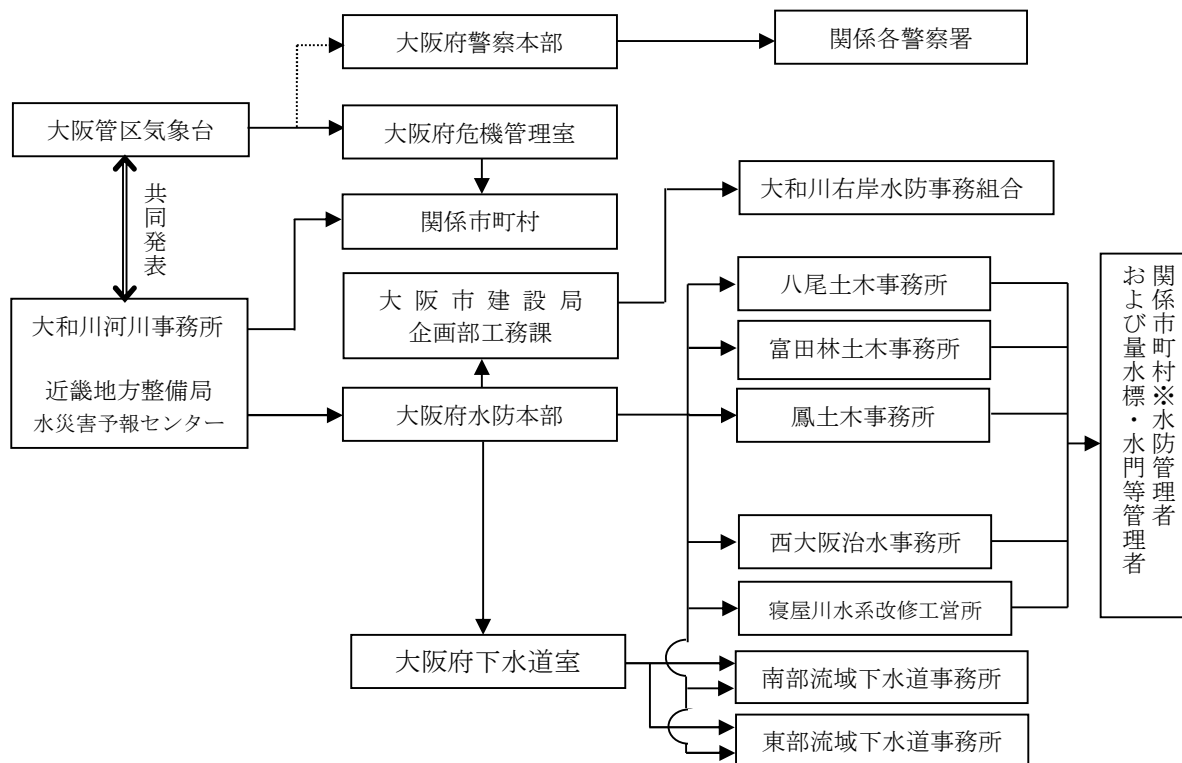 大阪府警察本部
関係各警察署
大阪管区気象台
大阪府危機管理室
共同発表
関係市町村
大和川右岸水防事務組合
大和川河川事務所
近畿地方整備局
水災害予報センター
大阪市建設局
企画部工務課
大阪府水防本部
八尾土木事務所
富田林土木事務所
鳳土木事務所
西大阪治水事務所
寝屋川水系改修工営所
関係市町村※水防管理者
および量水標・水門等管理者
大阪府下水道室
南部流域下水道事務所
東部流域下水道事務所